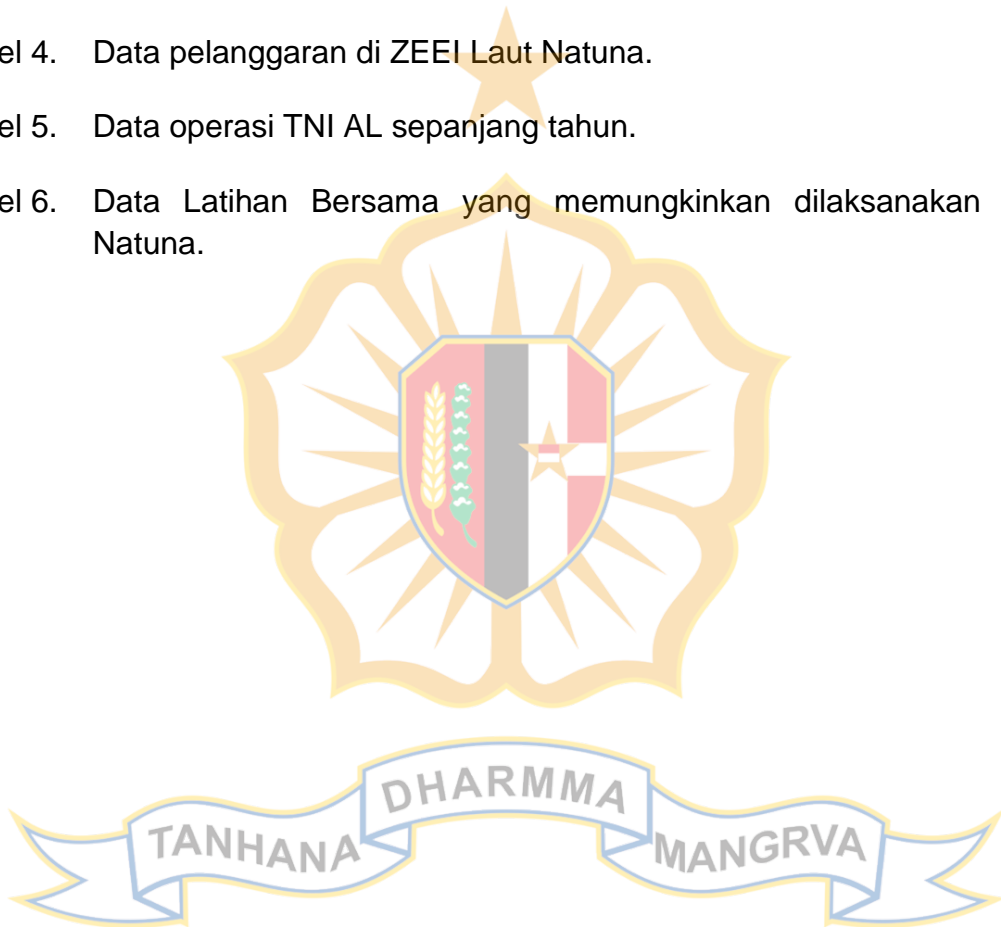 el 4. Data pelanggaran di ZEEI Laut Natuna.
el 5. Data operasi TNI AL sepanjang tahun.
el 6. Data Latihan Bersama yang memungkinkan dilaksanakan
Natuna.
TANHANA DHARMMA MANGRVA